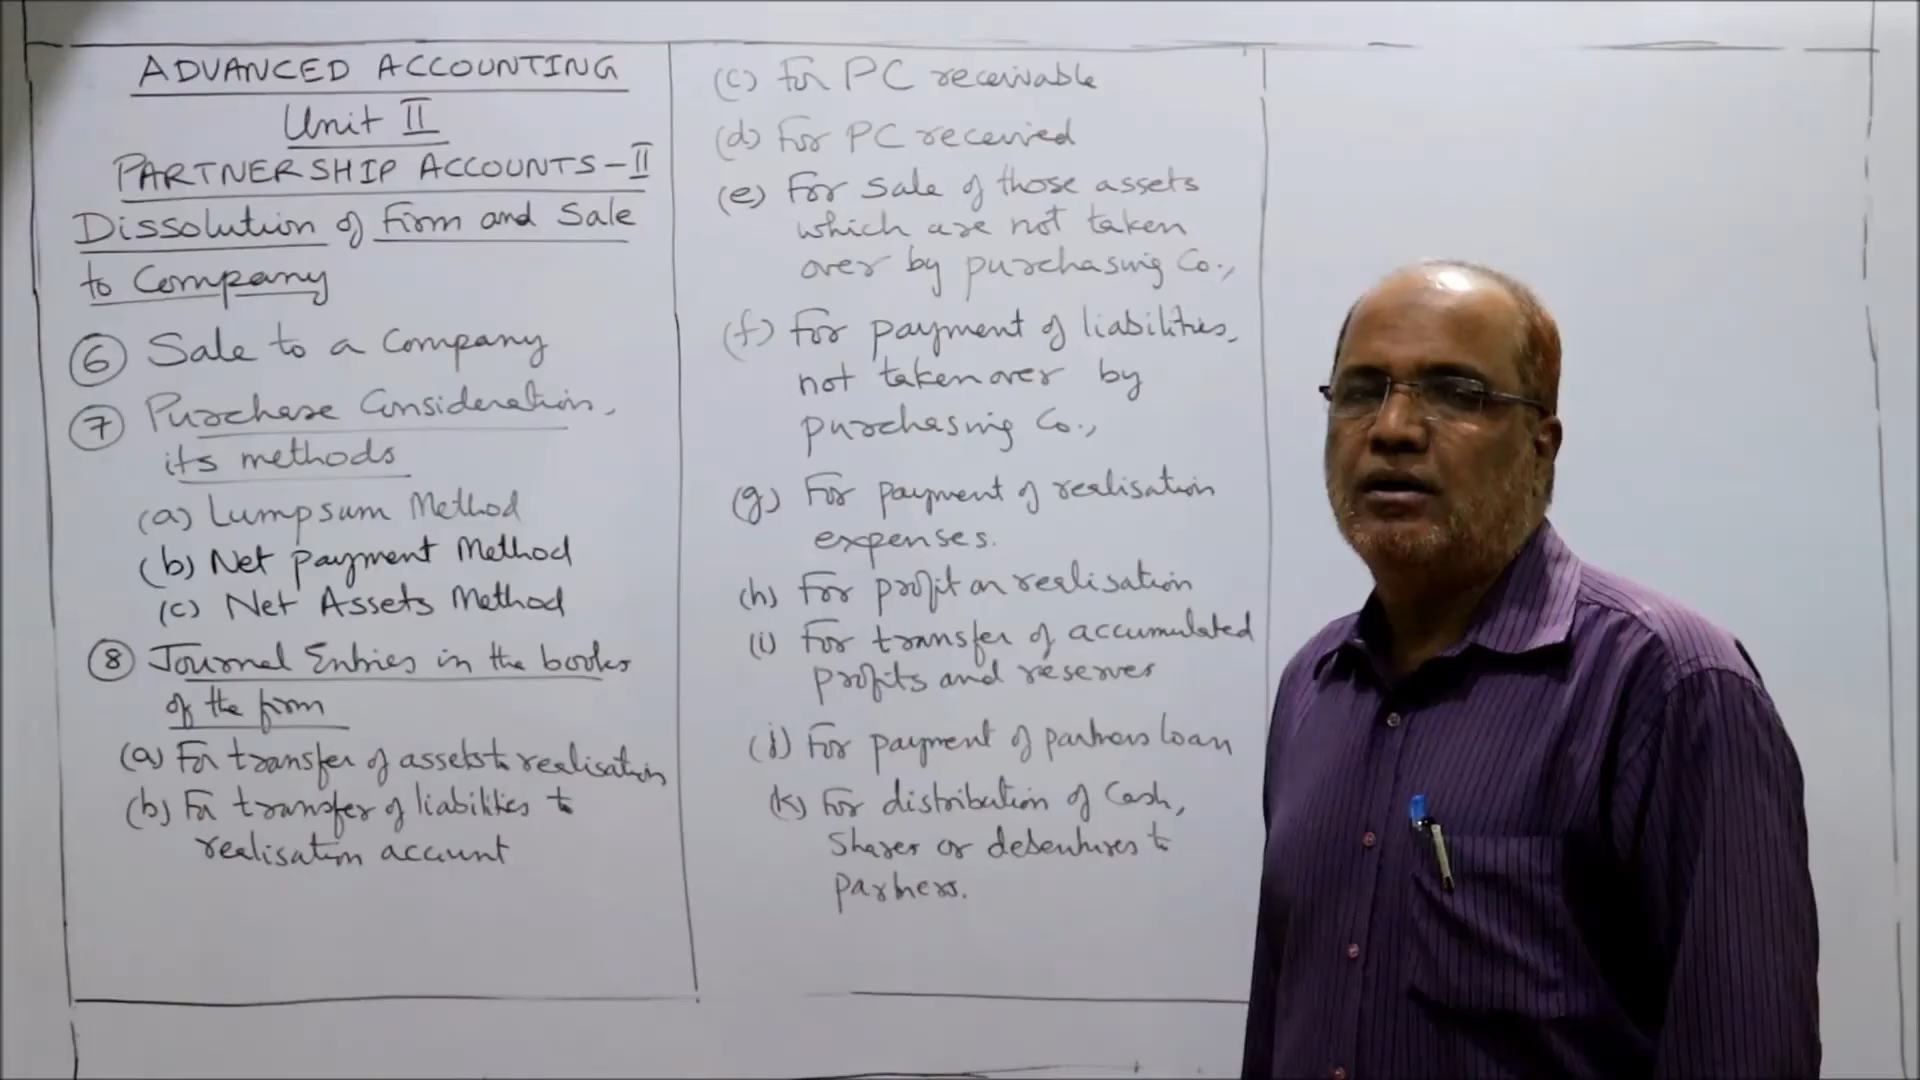 ADVANCED ACCOUNTING
Unit II
PARTNERSHIP ACCOUNTS-II
Dissolution of Firm and Sale
to Company
6 Sale to a Company
7 Purchase Consideration,
its methods
(a) Lumpsum Method
(b) Net payment Method
(c) Net Assets Method
8 Journal Entries in the books
of the firm
(a) For transfer of assets to realisation
(b) For transfer of liabilities to
realisation account
(c) For PC receivable
(d) For PC received
(e) For sale of those assets
which are not taken
over by purchasing Co.,
(f) For payment of liabilities,
not taken over by
purchasing Co.,
(g) For payment of realisation
expenses.
(h) For profit on realisation
(i) For transfer of accumulated
profits and reserves
(j) For payment of partners loan
(k) For distribution of Cash,
Shares or debentures to
partners.